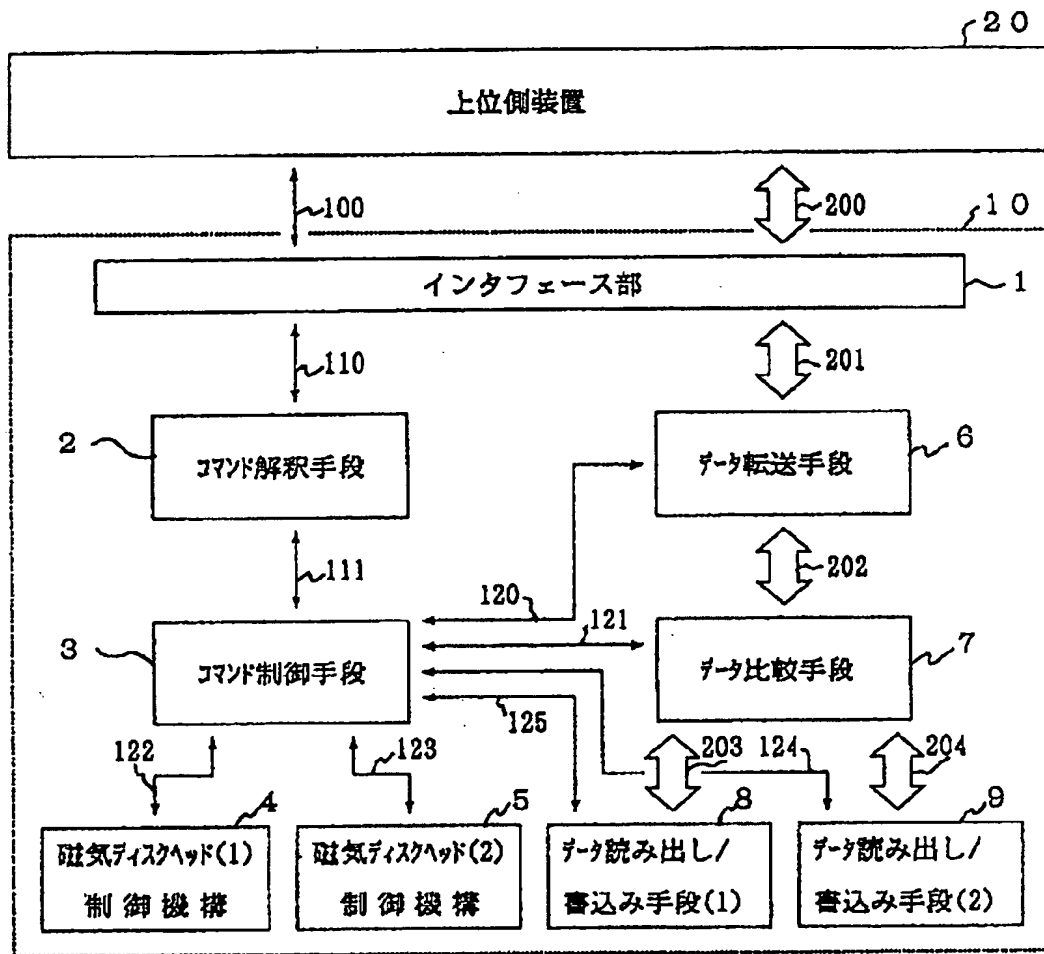 20
上位側装置
100
200
10
インタフェース部
1
110
201
2
コマンド解釈手段
データ転送手段
6
111
202
120
121
3
コマンド制御手段
データ比較手段
7
125
122
123
203
124
204
4
5
8
9
磁気ディスクヘッド(1)
制御機構
磁気ディスクヘッド(2)
制御機構
データ読み出し/
書込み手段(1)
データ読み出し/
書込み手段(2)